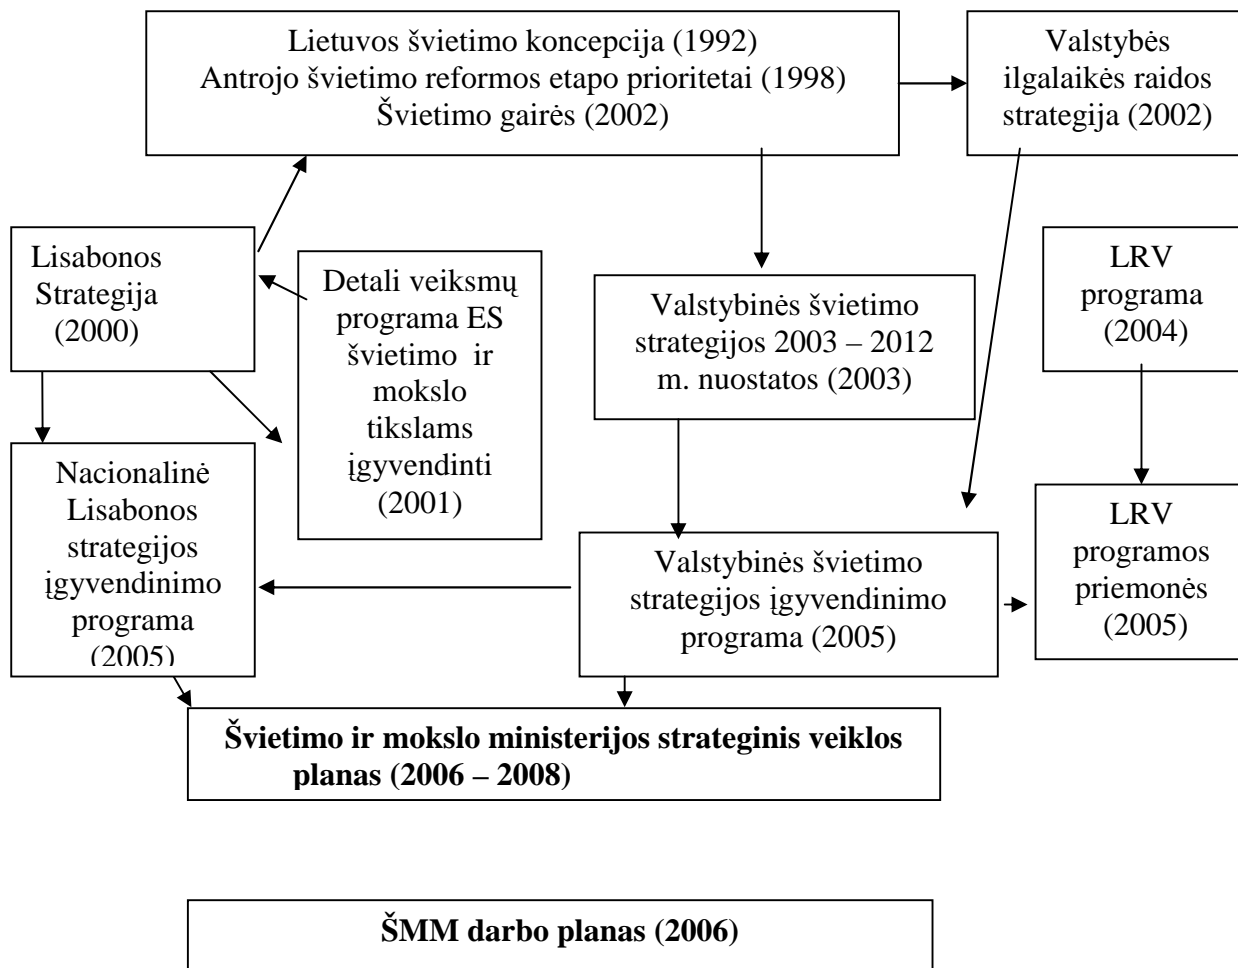 Lietuvos švietimo koncepcija (1992)
Antrojo švietimo reformos etapo prioritetai (1998)
Švietimo gairės (2002)
Valstybės
ilgalaikės raidos
strategija (2002)
Lisabonos
Strategija
(2000)
Detali veiksmų
programa ES
švietimo ir
mokslo
tikslams
įgyvendinti
(2001)
Valstybinės švietimo
strategijos 2003 – 2012
m. nuostatos (2003)
LRV
programa
(2004)
Nacionalinė
Lisabonos
strategijos
įgyvendinimo
programa
(2005)
Valstybinės švietimo
strategijos įgyvendinimo
programa (2005)
LRV
programos
priemonės
(2005)
Švietimo ir mokslo ministerijos strateginis veiklos
planas (2006 – 2008)
ŠMM darbo planas (2006)